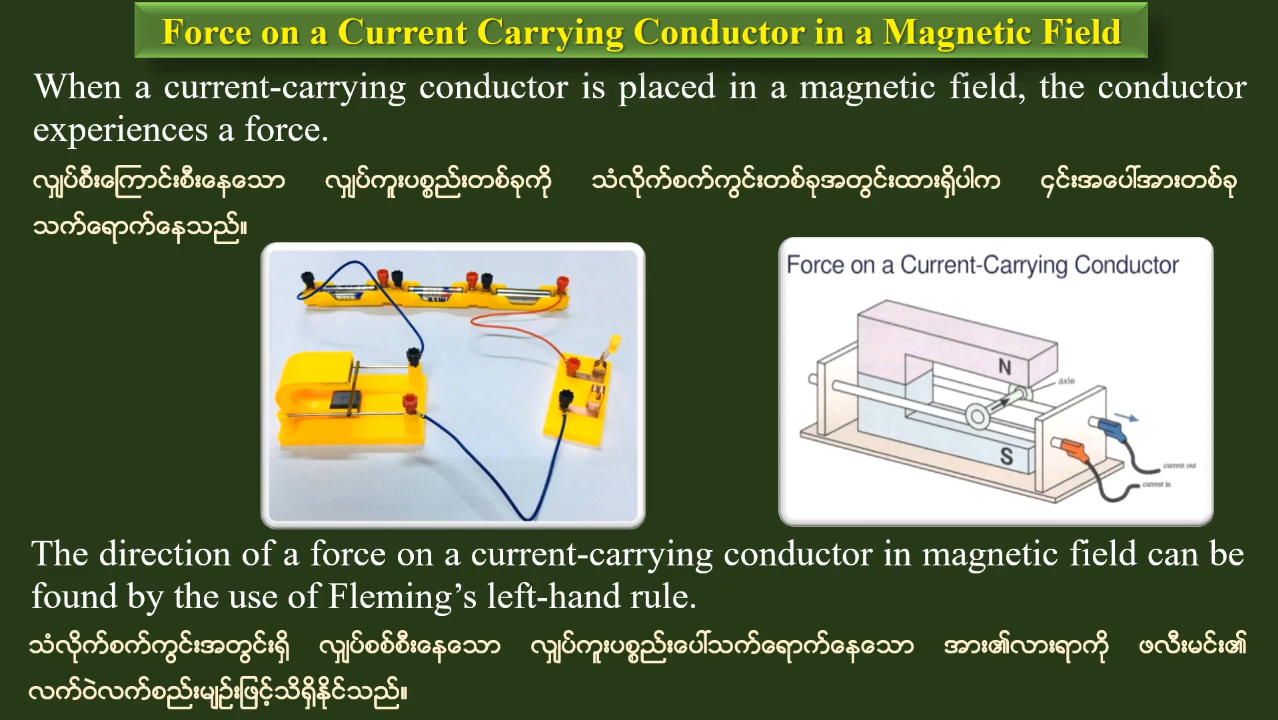 Force on a Current Carrying Conductor in a Magnetic Field
When a current-carrying conductor is placed in a magnetic field, the conductor
experiences a force.
လျှပ်စီးကြောင်းစီးနေသော လျှပ်ကူးပစ္စည်းတစ်ခုကို သံလိုက်စက်ကွင်းတစ်ခုအတွင်းထားရှိပါက ၄င်းအပေါ်အားတစ်ခု
သက်ရောက်နေသည်။
Force on a Current-Carrying Conductor
N
axle
S
current out
current in
The direction of a force on a current-carrying conductor in magnetic field can be
found by the use of Fleming’s left-hand rule.
သံလိုက်စက်ကွင်းအတွင်းရှိ လျှပ်စစ်စီးနေသော လျှပ်ကူးပစ္စည်းပေါ်သက်ရောက်နေသော အား၏လားရာကို ဖလီးမင်း၏
လက်ဝဲလက်စည်းမျဉ်းဖြင့်သိရှိနိုင်သည်။